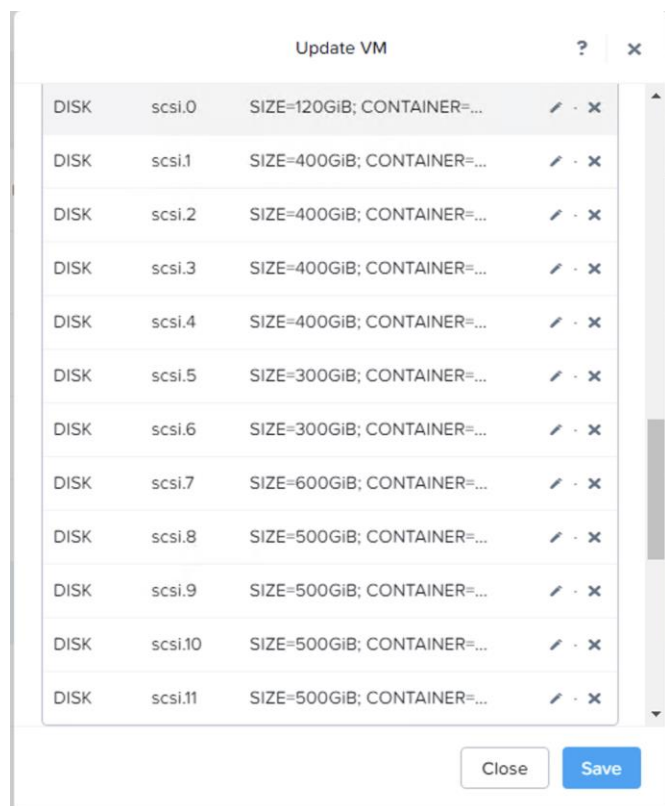 Update VM ? ×
DISK scsi.0 SIZE=120GiB; CONTAINER=...
DISK scsi.1 SIZE=400GiB; CONTAINER=...
DISK scsi.2 SIZE=400GiB; CONTAINER=...
DISK scsi.3 SIZE=400GiB; CONTAINER=...
DISK scsi.4 SIZE=400GiB; CONTAINER=...
DISK scsi.5 SIZE=300GiB; CONTAINER=...
DISK scsi.6 SIZE=300GiB; CONTAINER=...
DISK scsi.7 SIZE=600GiB; CONTAINER=...
DISK scsi.8 SIZE=500GiB; CONTAINER=...
DISK scsi.9 SIZE=500GiB; CONTAINER=...
DISK scsi.10 SIZE=500GiB; CONTAINER=...
DISK scsi.11 SIZE=500GiB; CONTAINER=...
Close Save